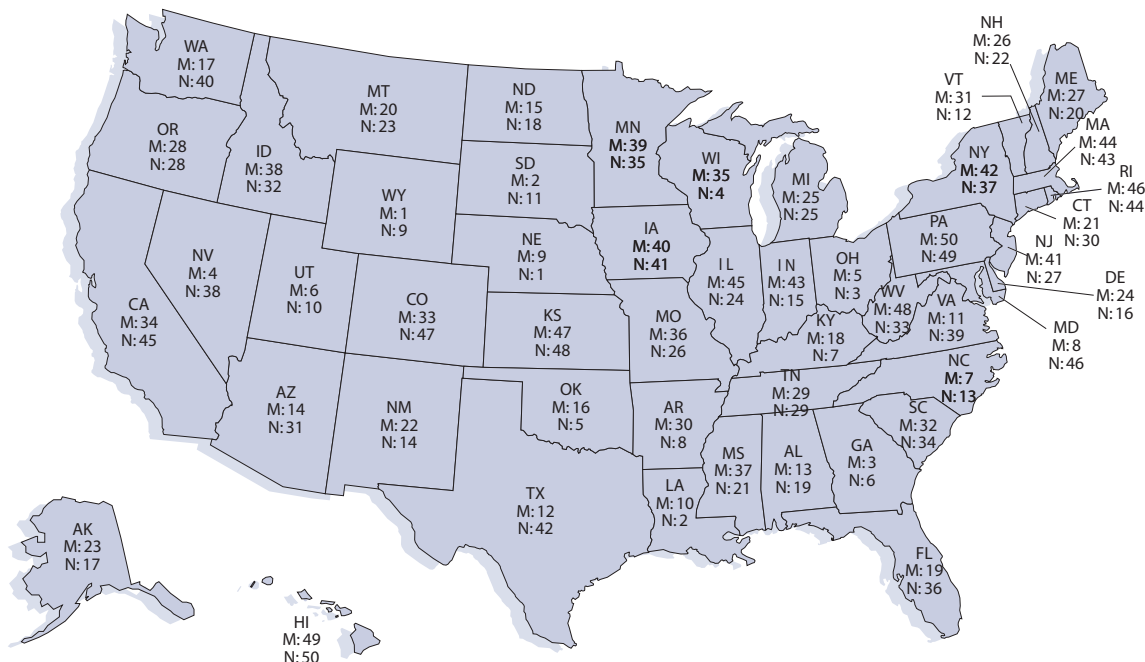 WA
M: 17
N: 40
OR
M: 28
N: 28
CA
M: 34
N: 45
NV
M: 4
N: 38
ID
M: 38
N: 32
MT
M: 20
N: 23
WY
M: 1
N: 9
UT
M: 6
N: 10
AZ
M: 14
N: 31
CO
M: 33
N: 47
NM
M: 22
N: 14
ND
M: 15
N: 18
SD
M: 2
N: 11
NE
M: 9
N: 1
KS
M: 47
N: 48
OK
M: 16
N: 5
TX
M: 12
N: 42
MN
M: 39
N: 35
IA
M: 40
N: 41
MO
M: 36
N: 26
AR
M: 30
N: 8
LA
M: 10
N: 2
WI
M: 35
N: 4
IL
M: 45
N: 24
MI
M: 25
N: 25
IN
M: 43
N: 15
OH
M: 5
N: 3
KY
M: 18
N: 7
TN
M: 29
N: 29
MS
M: 37
N: 21
AL
M: 13
N: 19
GA
M: 3
N: 6
FL
M: 19
N: 36
SC
M: 32
N: 34
NC
M: 7
N: 13
VA
M: 11
N: 39
WV
M: 48
N: 33
PA
M: 50
N: 49
NY
M: 42
N: 37
VT
M: 31
N: 12
NH
M: 26
N: 22
ME
M: 27
N: 20
MA
M: 44
N: 43
RI
M: 46
N: 44
CT
M: 21
N: 30
NJ
M: 41
N: 27
DE
M: 24
N: 16
MD
M: 8
N: 46
AK
M: 23
N: 17
HI
M: 49
N: 50